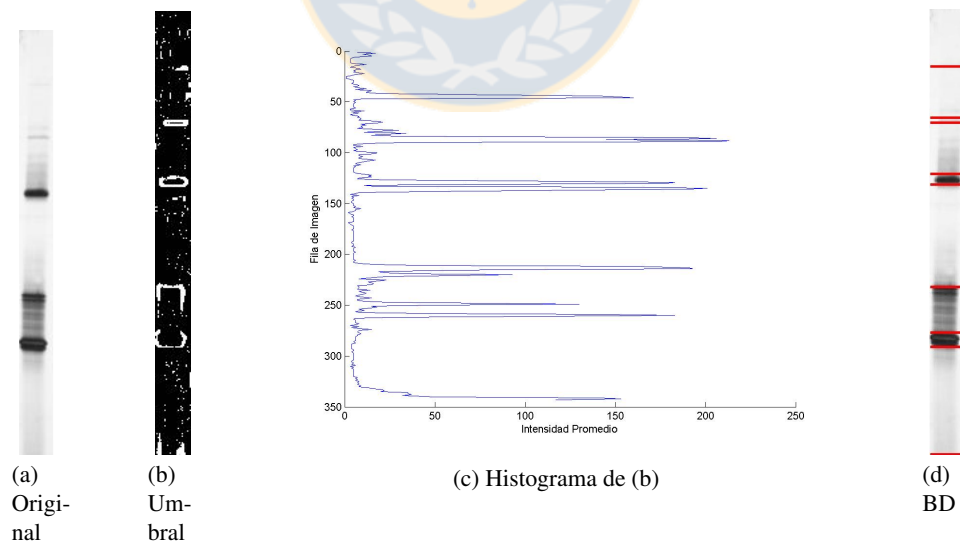 0
50
100
150
200
250
300
350
Fila de Imagen
0
50
100
150
200
250
Intensidad Promedio
(a)
Origi-
nal
(b)
Um-
bral
(c) Histograma de (b)
(d)
BD